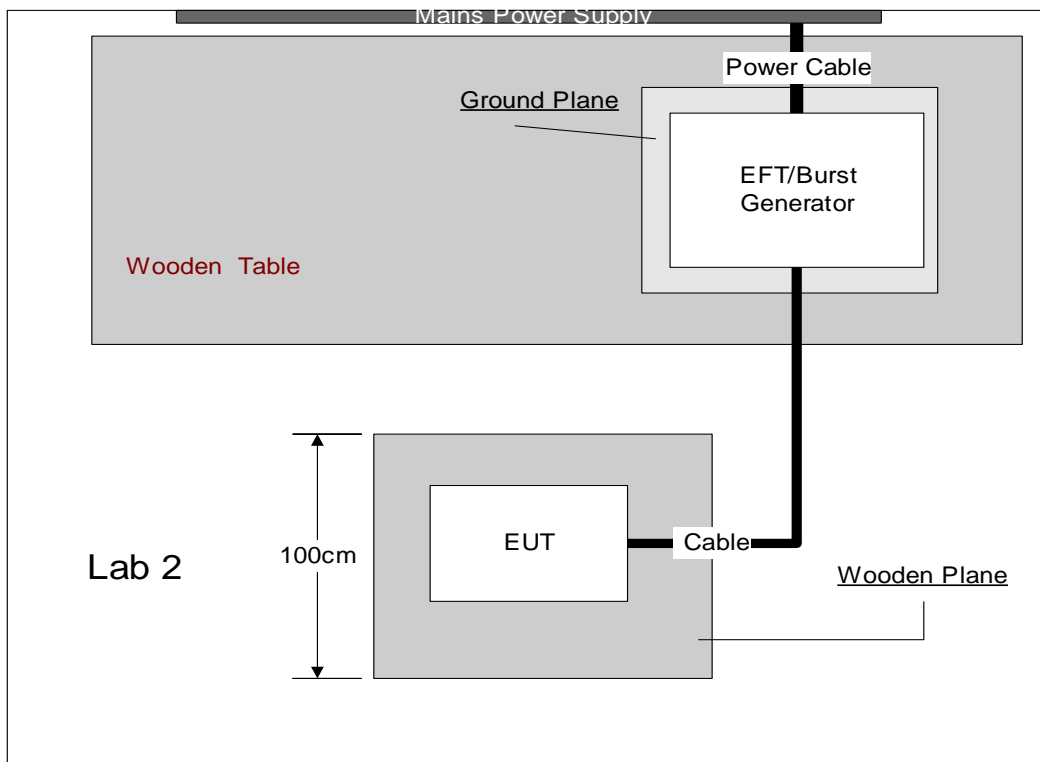 Mains Power Supply
Power Cable
Ground Plane
EFT/Burst
Generator
Wooden Table
EUT
Cable
100cm
Lab 2
Wooden Plane